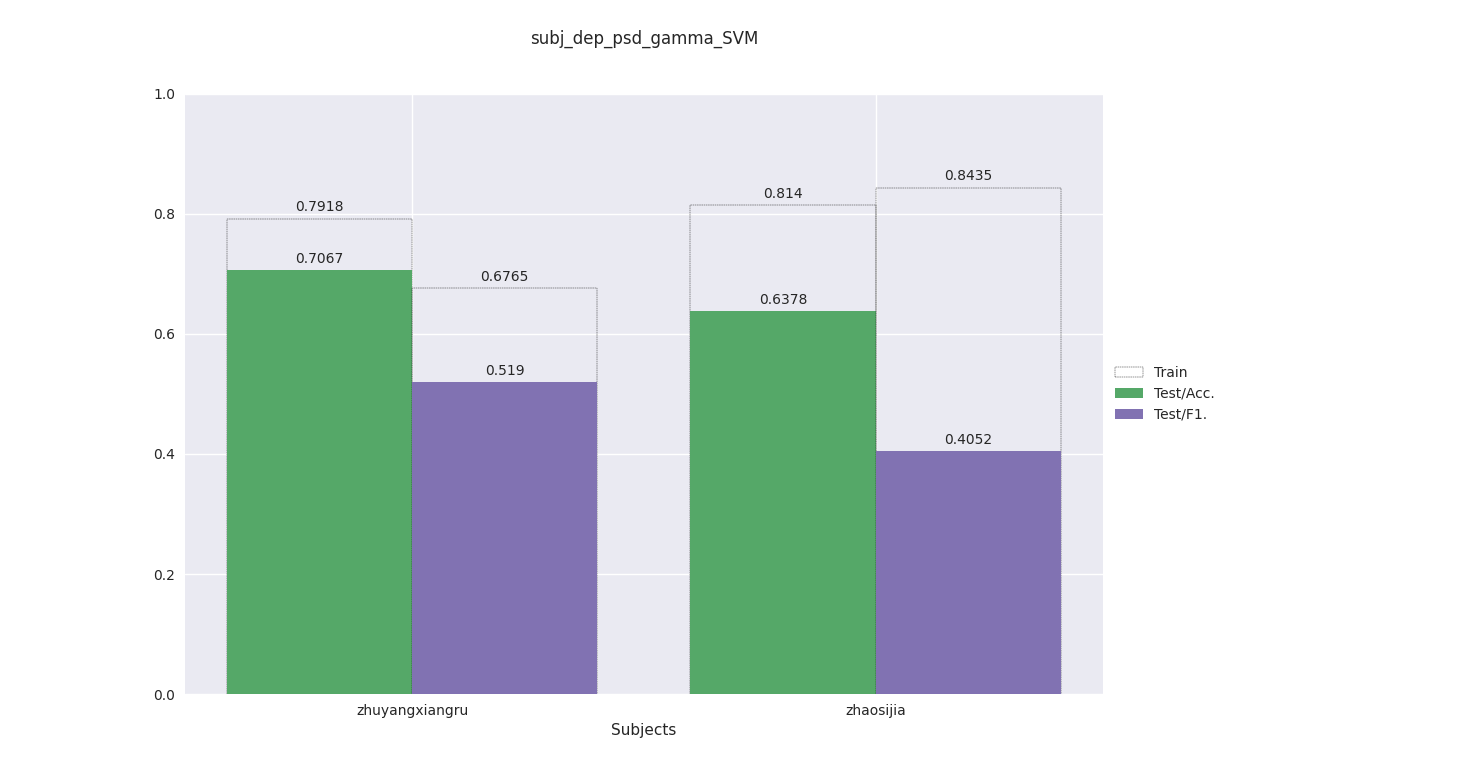 subj_dep_psd_gamma_SVM
1.0
0.8
0.6
0.4
0.2
0.0
0.7918
0.7067
0.6765
0.519
0.814
0.6378
0.8435
0.4052
zhuyangxiangru
zhaosijia
Subjects
Train
Test/Acc.
Test/F1.